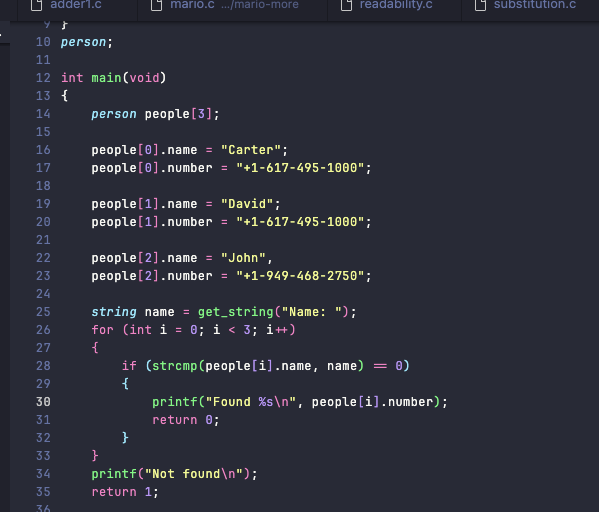 adder1.c mario.c .../mario-more readability.c substitution.c
9 }
10 person;
11
12 int main(void)
13 {
14 person people[3];
15
16 people[0].name = "Carter";
17 people[0].number = "+1-617-495-1000";
18
19 people[1].name = "David";
20 people[1].number = "+1-617-495-1000";
21
22 people[2].name = "John",
23 people[2].number = "+1-949-468-2750";
24
25 string name = get_string("Name: ");
26 for (int i = 0; i < 3; i++)
27 {
28 if (strcmp(people[i].name, name) == 0)
29 {
30 printf("Found %s\n", people[i].number);
31 return 0;
32 }
33 }
34 printf("Not found\n");
35 return 1;
36